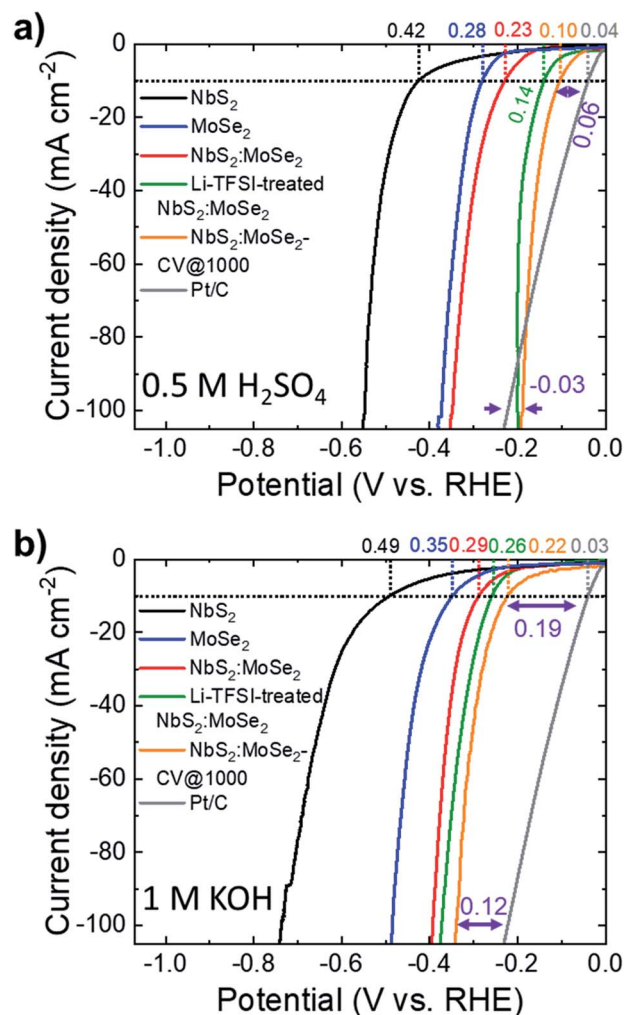 a)
0.42 0.28 0.23 0.10 0.04
0
-20
-40
-60
-80
-100
Current density (mA cm⁻²)
NbS₂
MoSe₂
NbS₂:MoSe₂
Li-TFSI-treated
NbS₂:MoSe₂
NbS₂:MoSe₂-
CV@1000
Pt/C
0.14
0.06
-0.03
0.5 M H₂SO₄
-1.0 -0.8 -0.6 -0.4 -0.2 0.0
Potential (V vs. RHE)
b)
0.49 0.35 0.29 0.26 0.22 0.03
0
-20
-40
-60
-80
-100
Current density (mA cm⁻²)
NbS₂
MoSe₂
NbS₂:MoSe₂
Li-TFSI-treated
NbS₂:MoSe₂
NbS₂:MoSe₂-
CV@1000
Pt/C
0.19
0.12
1 M KOH
-1.0 -0.8 -0.6 -0.4 -0.2 0.0
Potential (V vs. RHE)